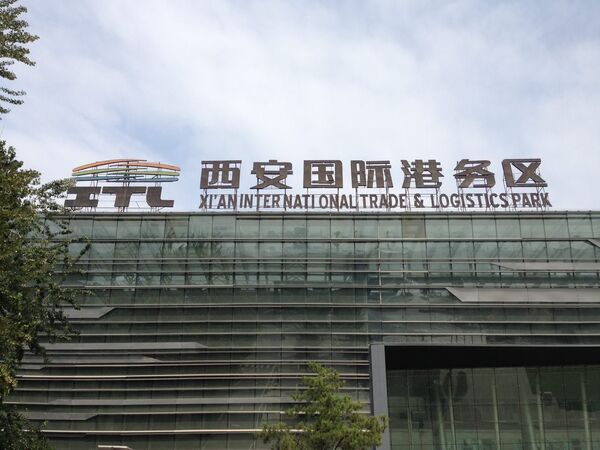 ITL
西安国际港务区
XI'AN INTERNATIONAL TRADE & LOGISTICS PARK